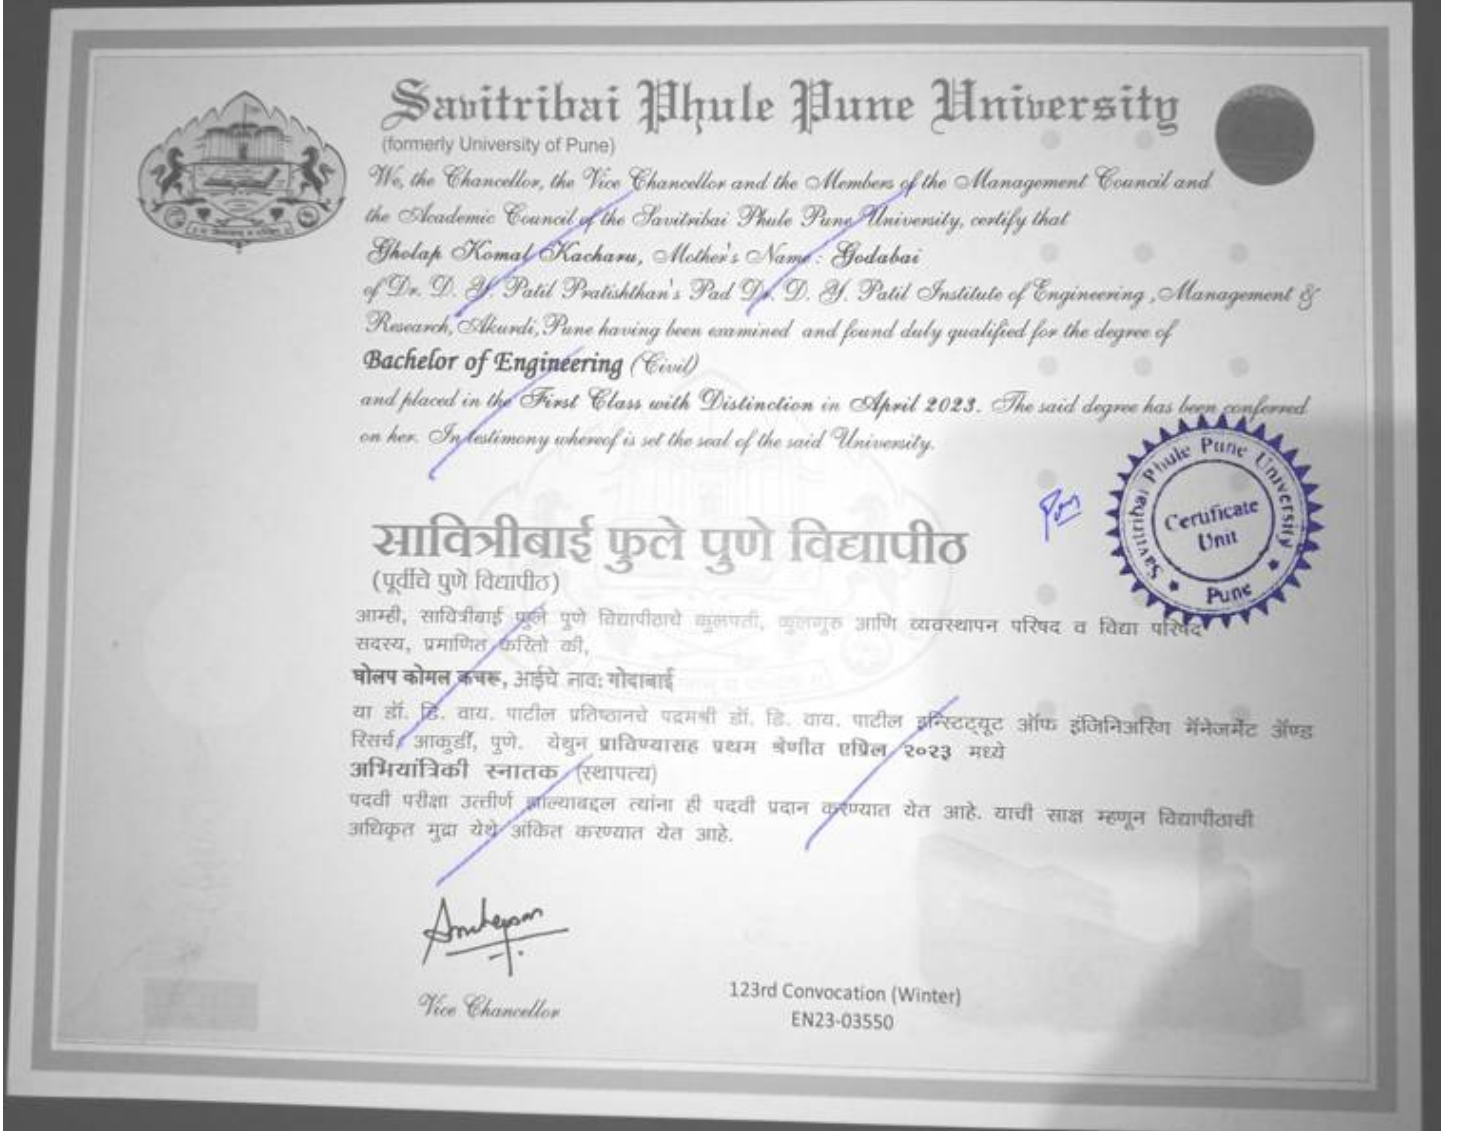 Savitribai Phule Pune University
(formerly University of Pune)
We, the Chancellor, the Vice Chancellor and the Members of the Management Council and
the Academic Council of the Savitribai Phule Pune University, certify that
Gholap Komal Kacharu, Mother's Name : Godabai
of Dr. D. Y. Patil Pratishthan's Pad Dr. D. Y. Patil Institute of Engineering ,Management &
Research, Akurdi, Pune having been examined and found duly qualified for the degree of
Bachelor of Engineering (Civil)
and placed in the First Class with Distinction in April 2023. The said degree has been conferred
on her. In testimony whereof is set the seal of the said University.
Savitribai Phule Pune University
Certificate
Unit
Pune
सावित्रीबाई फुले पुणे विद्यापीठ
(पूर्वीचे पुणे विद्यापीठ)
आम्ही, सावित्रीबाई फुले पुणे विद्यापीठाचे कुलपती, कुलगुरु आणि व्यवस्थापन परिषद व विद्या परिषद
सदस्य, प्रमाणित करितो की,
घोलप कोमल कचरू, आईचे नाव: गोदाबाई
या डॉ. डि. वाय. पाटील प्रतिष्ठानचे पद्मश्री डॉ. डि. वाय. पाटील इन्स्टिट्यूट ऑफ इंजिनिअरिंग मॅनेजमेंट ॲण्ड
रिसर्च, आकुर्डी, पुणे. येथुन प्राविण्यासह प्रथम श्रेणीत एप्रिल २०२३ मध्ये
अभियांत्रिकी स्नातक (स्थापत्य)
पदवी परीक्षा उत्तीर्ण झाल्याबद्दल त्यांना ही पदवी प्रदान करण्यात येत आहे. याची साक्ष म्हणून विद्यापीठाची
अधिकृत मुद्रा येथे अंकित करण्यात येत आहे.
Vice Chancellor
123rd Convocation (Winter)
EN23-03550